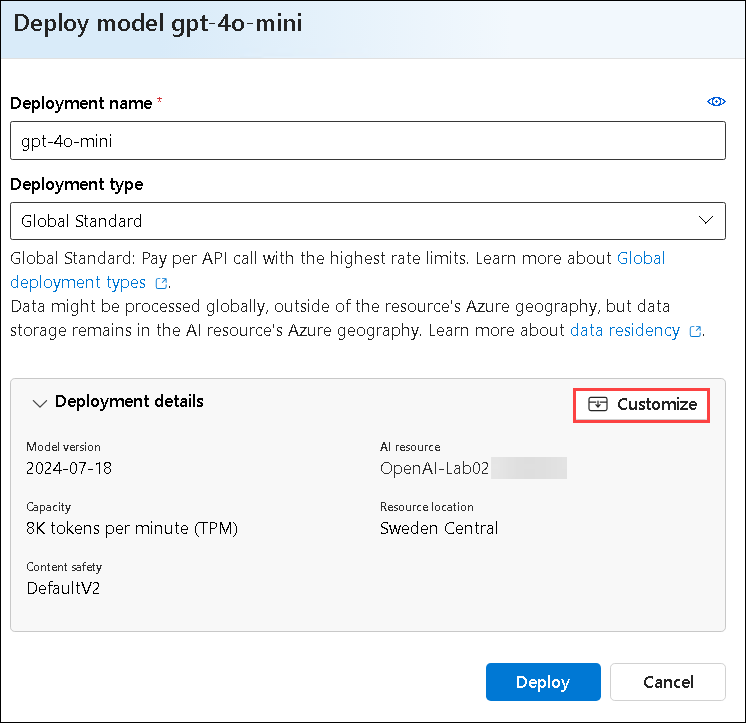 Deploy model gpt-4o-mini
Deployment name *
gpt-4o-mini
Deployment type
Global Standard
Global Standard: Pay per API call with the highest rate limits. Learn more about Global
deployment types.
Data might be processed globally, outside of the resource's Azure geography, but data
storage remains in the AI resource's Azure geography. Learn more about data residency.
Deployment details
Customize
Model version
2024-07-18
AI resource
OpenAI-Lab02
Capacity
8K tokens per minute (TPM)
Resource location
Sweden Central
Content safety
DefaultV2
Deploy
Cancel